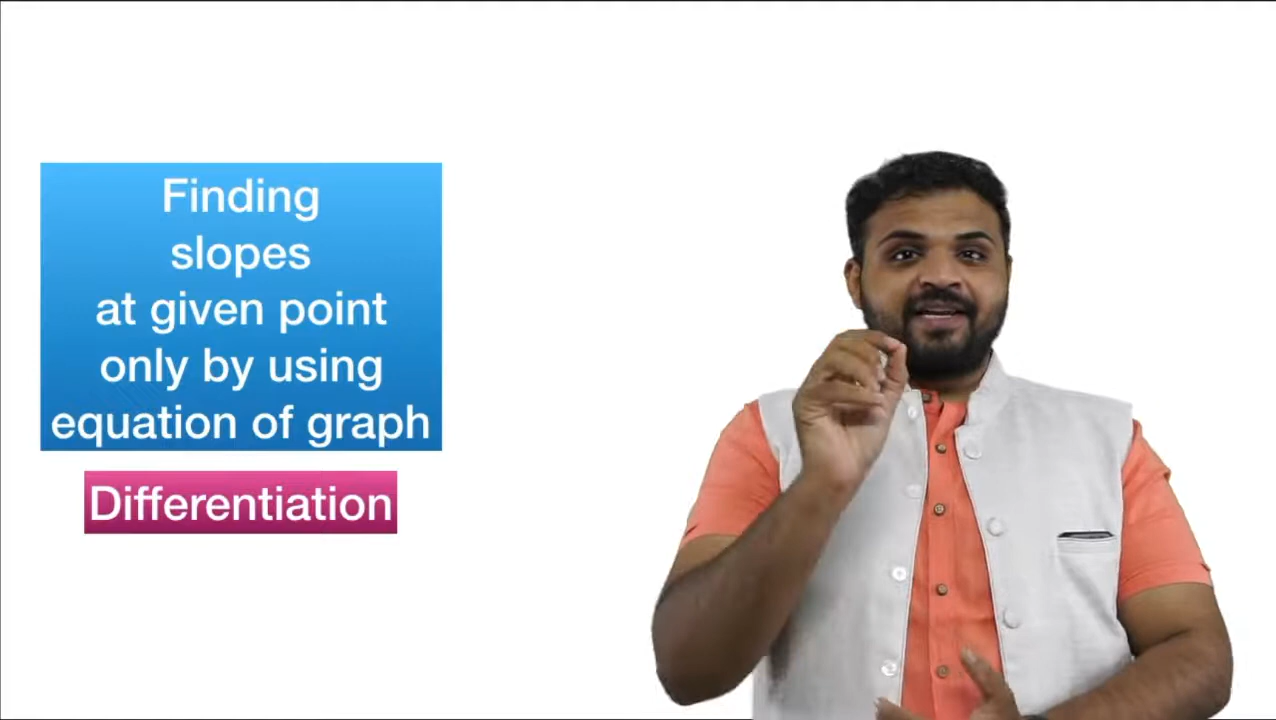 Finding
slopes
at given point
only by using
equation of graph
Differentiation